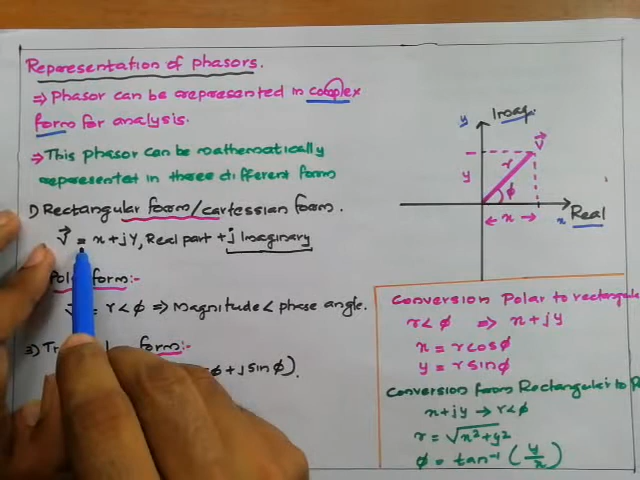 Representation of phasors.
⇒ Phasor can be represented in complex
form for analysis.
⇒ This phasor can be mathematically
represented in three different form
1) Rectangular form/cartessian form.
V⃗ = x + jY, Real part + j Imaginary
form:-
= r < φ ⇒ Magnitude < phase angle.
3) form:-
+ j Sin φ).
y Imag.
V⃗
r
y
φ
x
Real
x
Conversion Polar to rectangular
r < φ ⇒ x + jy
x = r cos φ
y = r sin φ
Conversion from Rectangular to
x + jy → r < φ
r = √x² + y²
φ = tan⁻¹ (y/x)